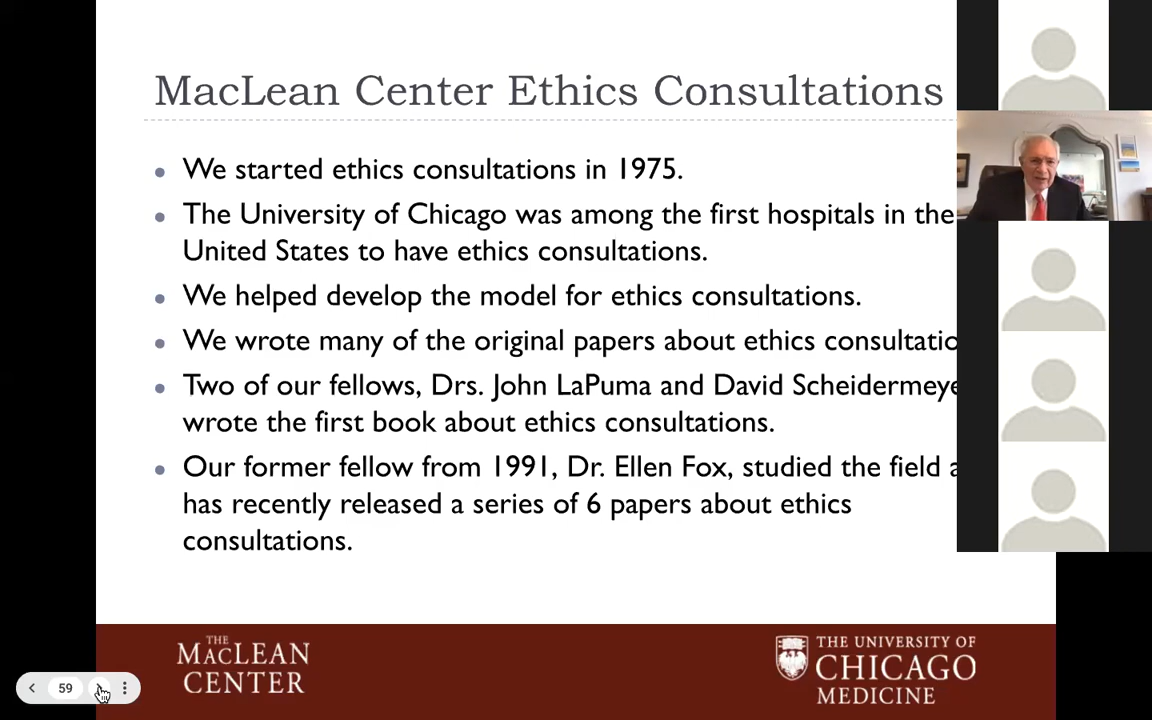 MacLean Center Ethics Consultations
We started ethics consultations in 1975.
The University of Chicago was among the first hospitals in the
United States to have ethics consultations.
We helped develop the model for ethics consultations.
We wrote many of the original papers about ethics consultatio
Two of our fellows, Drs. John LaPuma and David Scheidermeye
wrote the first book about ethics consultations.
Our former fellow from 1991, Dr. Ellen Fox, studied the field a
has recently released a series of 6 papers about ethics
consultations.
THE
MACLEAN
CENTER
THE UNIVERSITY OF
CHICAGO
MEDICINE
59